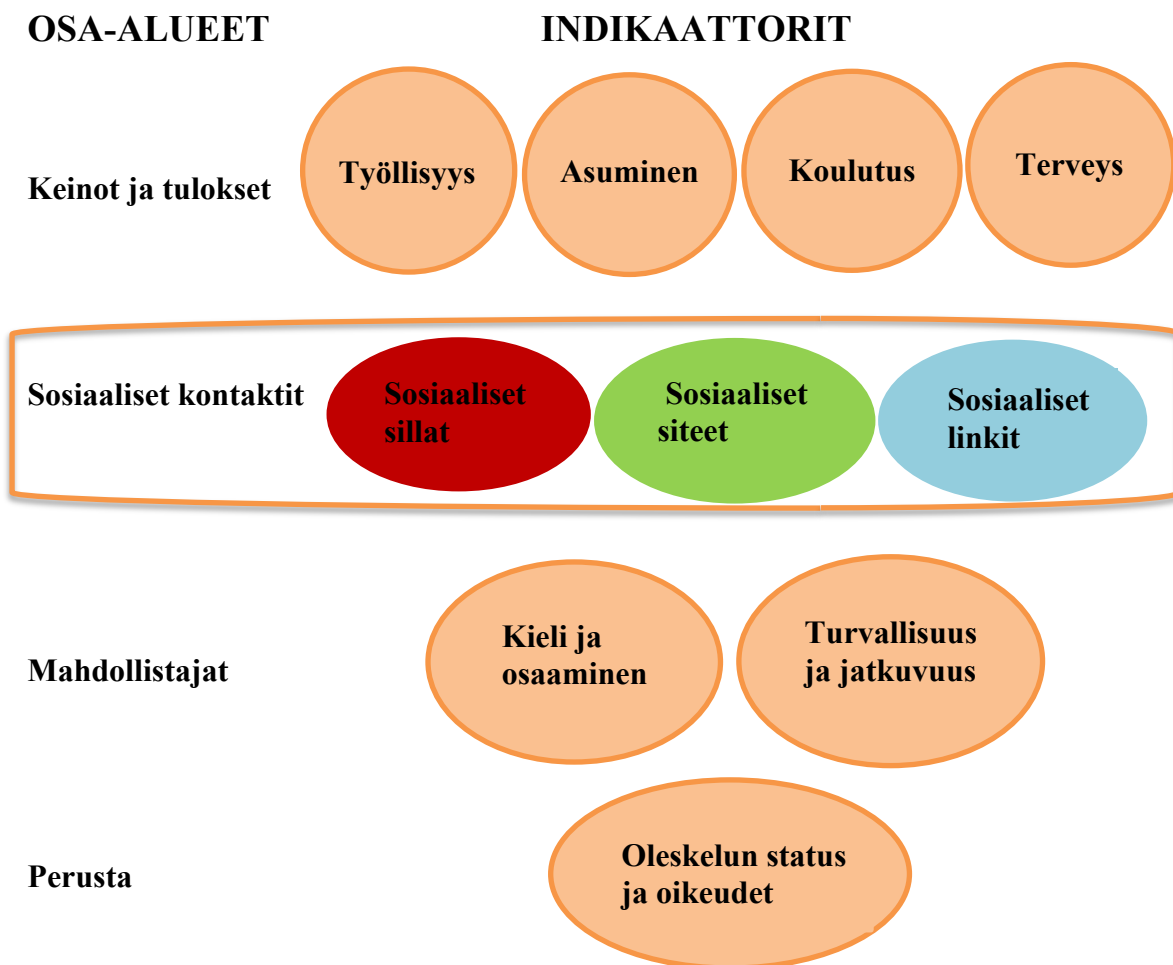 OSA-ALUEET INDIKAATTORIT
Keinot ja tulokset
Työllisyys
Asuminen
Koulutus
Terveys
Sosiaaliset kontaktit
Sosiaaliset
sillat
Sosiaaliset
siteet
Sosiaaliset
linkit
Mahdollistajat
Kieli ja
osaaminen
Turvallisuus
ja jatkuvuus
Perusta
Oleskelun status
ja oikeudet